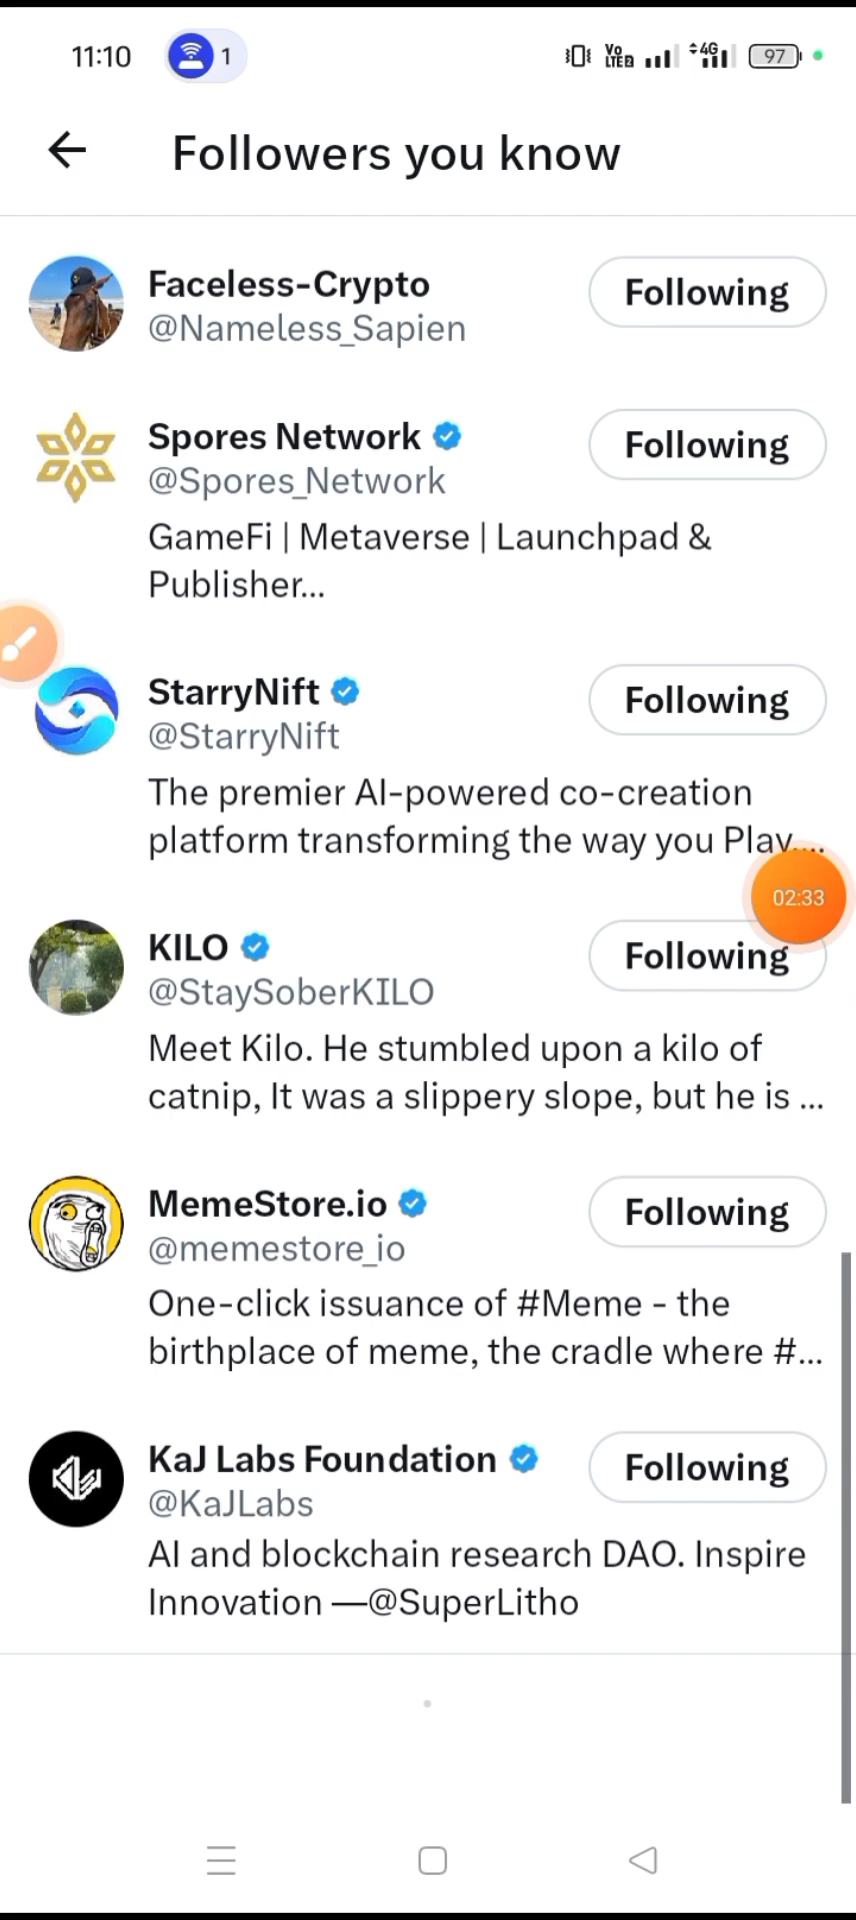 11:10
1
Vo
LTE2
4G
97
Followers you know
Faceless-Crypto
Following
@Nameless_Sapien
Spores Network
Following
@Spores_Network
GameFi | Metaverse | Launchpad &
Publisher...
StarryNift
Following
@StarryNift
The premier AI-powered co-creation
platform transforming the way you Play....
02:33
KILO
Following
@StaySoberKILO
Meet Kilo. He stumbled upon a kilo of
catnip, It was a slippery slope, but he is ...
MemeStore.io
Following
@memestore_io
One-click issuance of #Meme - the
birthplace of meme, the cradle where #...
KaJ Labs Foundation
Following
@KaJLabs
AI and blockchain research DAO. Inspire
Innovation —@SuperLitho